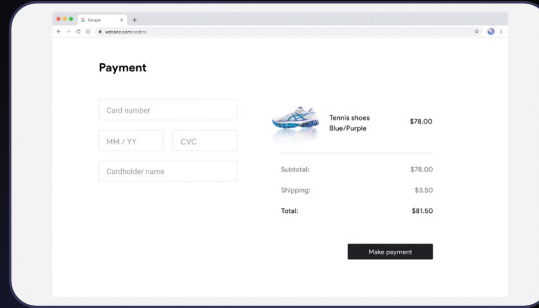 Google
website.com/orders
Payment
Card number
MM / YY
CVC
Cardholder name
Tennis shoes
Blue/Purple
$78.00
Subtotal: $78.00
Shipping: $3.50
Total: $81.50
Make payment